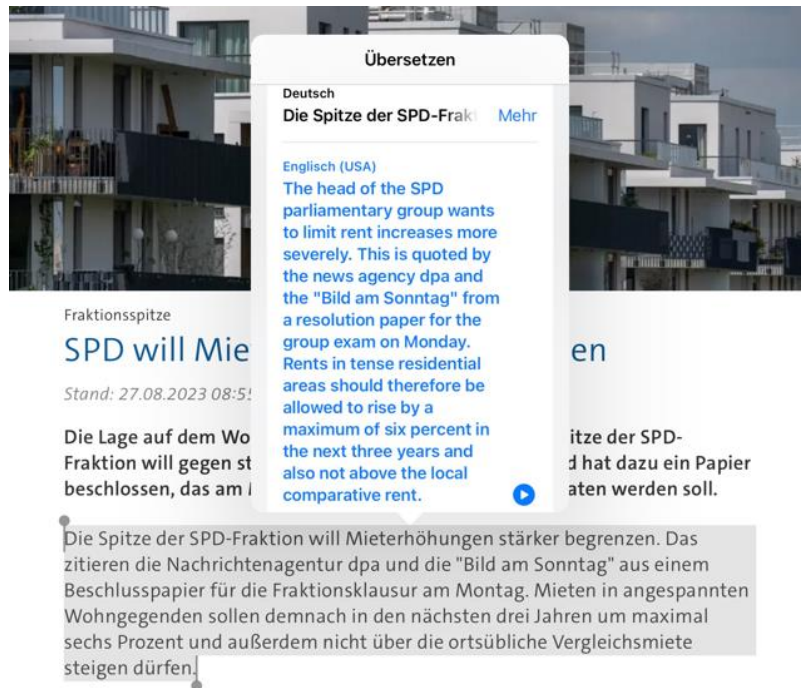 Übersetzen
Deutsch
Die Spitze der SPD-Frak Mehr
Englisch (USA)
The head of the SPD
parliamentary group wants
to limit rent increases more
severely. This is quoted by
the news agency dpa and
the "Bild am Sonntag" from
a resolution paper for the
group exam on Monday.
Rents in tense residential
areas should therefore be
allowed to rise by a
maximum of six percent in
the next three years and
also not above the local
comparative rent.
Fraktionsspitze
SPD will Mie en
Stand: 27.08.2023 08:55
Die Lage auf dem Wo itze der SPD-
Fraktion will gegen st d hat dazu ein Papier
beschlossen, das am aten werden soll.
Die Spitze der SPD-Fraktion will Mieterhöhungen stärker begrenzen. Das
zitieren die Nachrichtenagentur dpa und die "Bild am Sonntag" aus einem
Beschlusspapier für die Fraktionsklausur am Montag. Mieten in angespannten
Wohngegenden sollen demnach in den nächsten drei Jahren um maximal
sechs Prozent und außerdem nicht über die ortsübliche Vergleichsmiete
steigen dürfen.